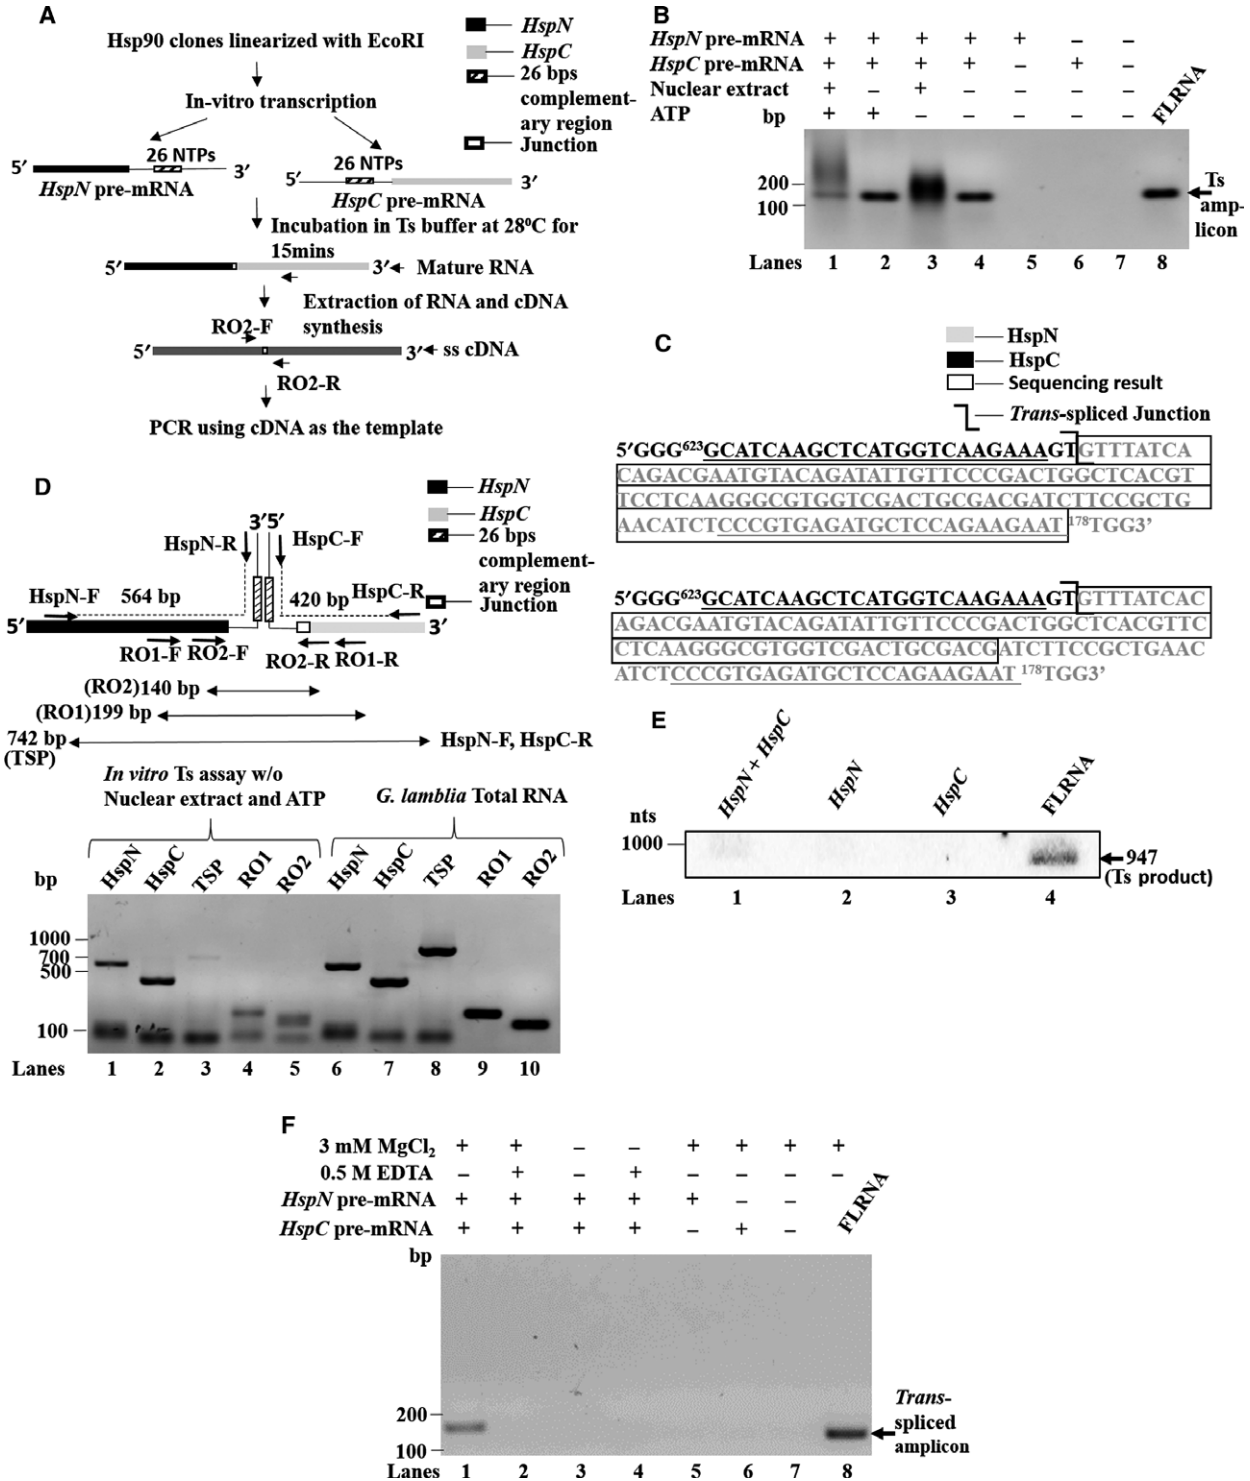 A
Hsp90 clones linearized with EcoRI
In-vitro transcription
26 NTPs
5′ 3′
HspN pre-mRNA
26 NTPs
5′ 3′
HspC pre-mRNA
Incubation in Ts buffer at 28⁰C for
15mins
5′ 3′ Mature RNA
Extraction of RNA and cDNA
synthesis
RO2-F
5′ 3′ ss cDNA
RO2-R
PCR using cDNA as the template
HspN
HspC
26 bps
complement-
ary region
Junction
B
HspN pre-mRNA + + + + + – –
HspC pre-mRNA + + + + – + –
Nuclear extract + – + –
ATP bp + + – –
FLRNA
200
100
Ts
amp-
licon
Lanes 1 2 3 4 5 6 7 8
C
HspN
HspC
Sequencing result
Trans-spliced Junction
5′GGG⁶²³GCATCAAGCTCATGGTCAAGAAAGTGTTTATCA
CAGACGAATGTACAGATATTGTTCCCGACTGGCTCACGT
TCCTCAAGGGCGTGGTCGACTGCGACGATCTTCCGCTG
AACATCTCCCGTGAGATGCTCCAGAAGAAT¹⁷⁸TGG3’
5′GGG⁶²³GCATCAAGCTCATGGTCAAGAAAGTGTTTATCAC
AGACGAATGTACAGATATTGTTCCCGACTGGCTCACGTTC
CTCAAGGGCGTGGTCGACTGCGACGATCTTCCGCTGAAC
ATCTCCCGTGAGATGCTCCAGAAGAAT ¹⁷⁸TGG3’
D
HspN
HspC
26 bps
complement-
ary region
Junction
3′ 5′
HspN-R HspC-F
HspN-F 564 bp 420 bp HspC-R
5′ 3′
RO1-F RO2-F RO2-R RO1-R
(RO2)140 bp
(RO1)199 bp
742 bp HspN-F, HspC-R
(TSP)
In vitro Ts assay w/o
Nuclear extract and ATP
G. lamblia Total RNA
bp HspN HspC TSP RO1 RO2 HspN HspC TSP RO1 RO2
1000
700
500
100
Lanes 1 2 3 4 5 6 7 8 9 10
E
HspN + HspC HspN HspC FLRNA
nts
1000
947
(Ts product)
Lanes 1 2 3 4
F
3 mM MgCl₂ + + – – + + + +
0.5 M EDTA – + – + – – – –
HspN pre-mRNA + + + + + – –
HspC pre-mRNA + + + + – + –
FLRNA
bp
200
100
Trans-
spliced
amplicon
Lanes 1 2 3 4 5 6 7 8